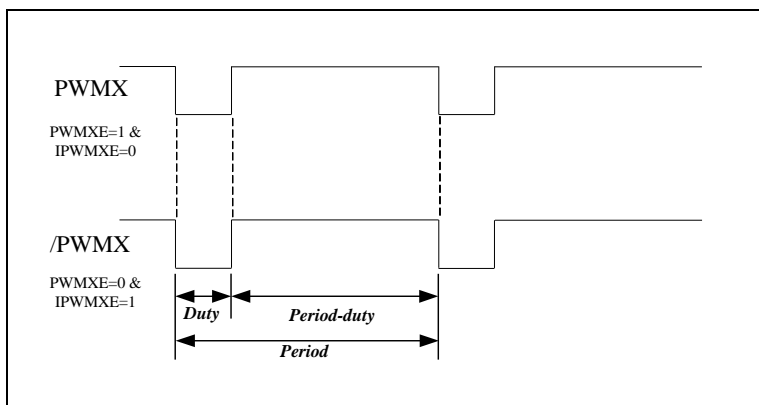 PWMX
PWMXE=1 &
IPWMXE=0
/PWMX
PWMXE=0 &
IPWMXE=1
Duty
Period-duty
Period